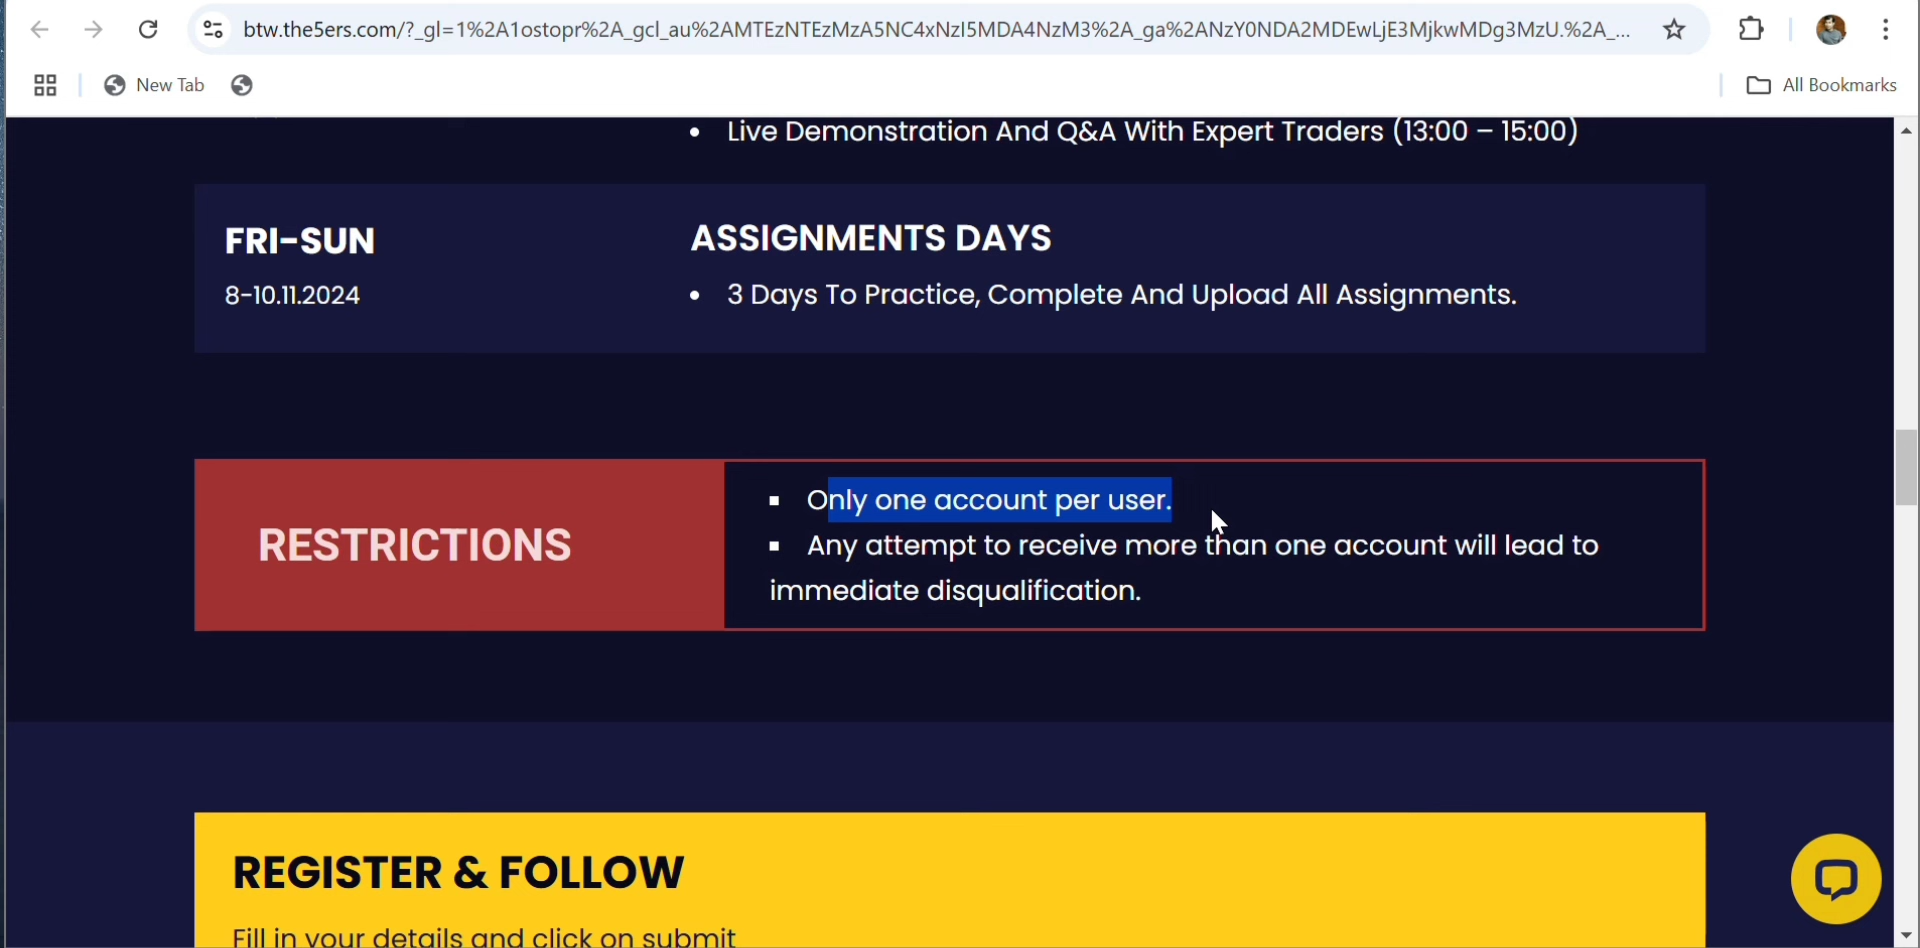 btw.the5ers.com/?_gl=1%2A1ostopr%2A_gcl_au%2AMTEzNTEzMzA5NC4xNzI5MDA4NzM3%2A_ga%2ANzY0NDA2MDEwLjE3MjkwMDg3MzU.%2A_...
New Tab
All Bookmarks
• Live Demonstration And Q&A With Expert Traders (13:00 – 15:00)
FRI-SUN
8-10.11.2024
ASSIGNMENTS DAYS
• 3 Days To Practice, Complete And Upload All Assignments.
RESTRICTIONS
▪ Only one account per user.
▪ Any attempt to receive more than one account will lead to
immediate disqualification.
REGISTER & FOLLOW
Fill in your details and click on submit